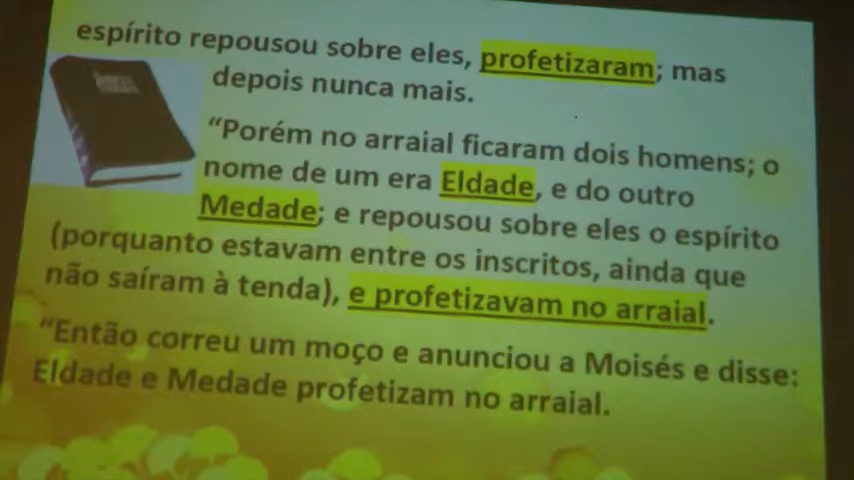 espírito repousou sobre eles, profetizaram; mas
depois nunca mais.
“Porém no arraial ficaram dois homens; o
nome de um era Eldade, e do outro
Medade; e repousou sobre eles o espírito
(porquanto estavam entre os inscritos, ainda que
não saíram à tenda), e profetizavam no arraial.
“Então correu um moço e anunciou a Moisés e disse:
Eldade e Medade profetizam no arraial.